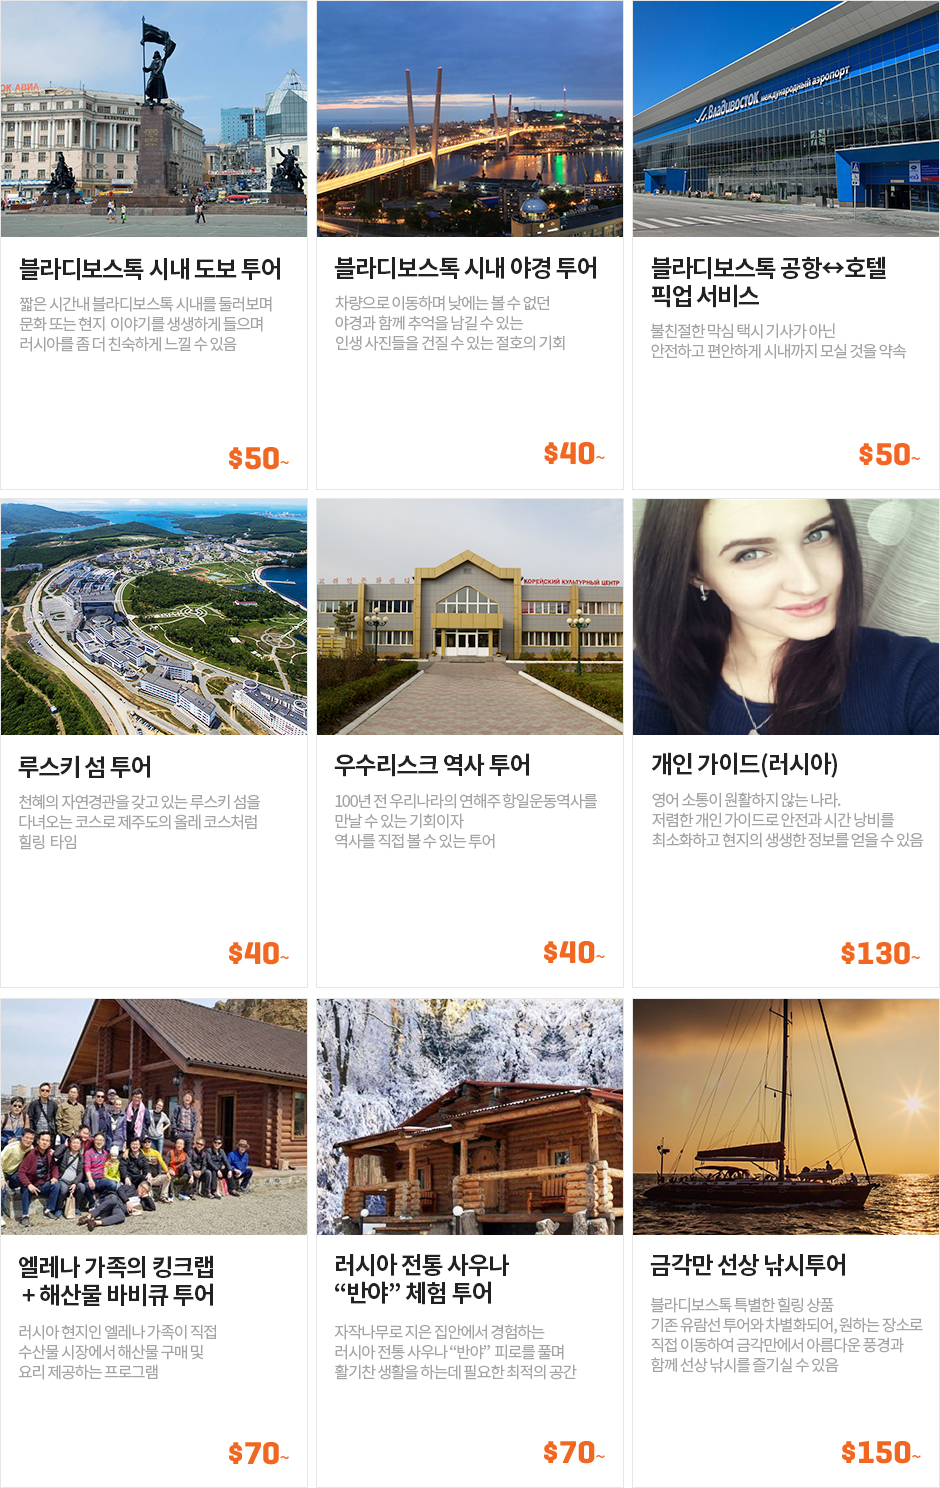 ОК АВИА
Владивосток международный аэропорт
블라디보스톡 시내 도보 투어
짧은 시간내 블라디보스톡 시내를 둘러보며
문화 또는 현지 이야기를 생생하게 들으며
러시아를 좀 더 친숙하게 느낄 수 있음
$50~
블라디보스톡 시내 야경 투어
차량으로 이동하며 낮에는 볼 수 없던
야경과 함께 추억을 남길 수 있는
인생 사진들을 건질 수 있는 절호의 기회
$40~
블라디보스톡 공항↔호텔
픽업 서비스
불친절한 막심 택시 기사가 아닌
안전하고 편안하게 시내까지 모실 것을 약속
$50~
КОРЕЙСКИЙ КУЛЬТУРНЫЙ ЦЕНТР
루스키 섬 투어
천혜의 자연경관을 갖고 있는 루스키 섬을
다녀오는 코스로 제주도의 올레 코스처럼
힐링 타임
$40~
우수리스크 역사 투어
100년 전 우리나라의 연해주 항일운동역사를
만날 수 있는 기회이자
역사를 직접 볼 수 있는 투어
$40~
개인 가이드(러시아)
영어 소통이 원활하지 않는 나라.
저렴한 개인 가이드로 안전과 시간 낭비를
최소화하고 현지의 생생한 정보를 얻을 수 있음
$130~
엘레나 가족의 킹크랩
+ 해산물 바비큐 투어
러시아 현지인 엘레나 가족이 직접
수산물 시장에서 해산물 구매 및
요리 제공하는 프로그램
$70~
러시아 전통 사우나
“반야” 체험 투어
자작나무로 지은 집안에서 경험하는
러시아 전통 사우나 “반야” 피로를 풀며
활기찬 생활을 하는데 필요한 최적의 공간
$70~
금각만 선상 낚시투어
블라디보스톡 특별한 힐링 상품
기존 유람선 투어와 차별화되어, 원하는 장소로
직접 이동하여 금각만에서 아름다운 풍경과
함께 선상 낚시를 즐기실 수 있음
$150~